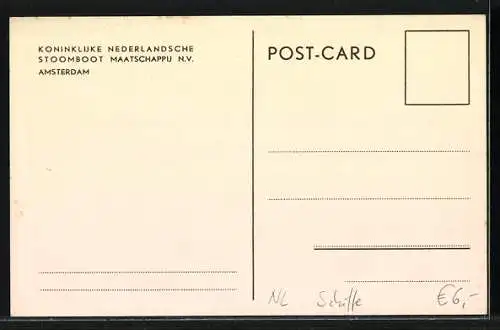 KONINKLIJKE NEDERLANDSCHE
STOOMBOOT MAATSCHAPPIJ N.V.
AMSTERDAM
POST-CARD
NL Schiffe €6,-